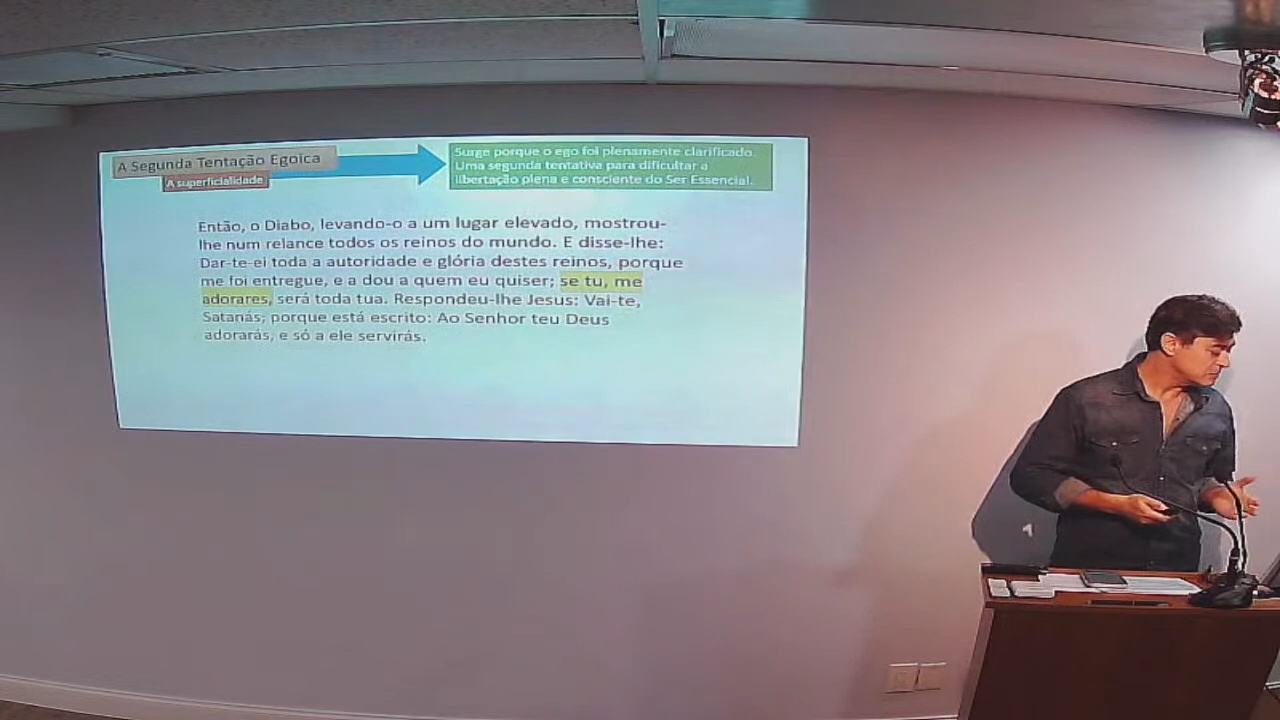 A Segunda Tentação Egoica
A superficialidade
Surge porque o ego foi plenamente clarificado.
Uma segunda tentativa para dificultar a
libertação plena e consciente do Ser Essencial.
Então, o Diabo, levando-o a um lugar elevado, mostrou-
lhe num relance todos os reinos do mundo. E disse-lhe:
Dar-te-ei toda a autoridade e glória destes reinos, porque
me foi entregue, e a dou a quem eu quiser; se tu, me
adorares, será toda tua. Respondeu-lhe Jesus: Vai-te,
Satanás; porque está escrito: Ao Senhor teu Deus
adorarás, e só a ele servirás.